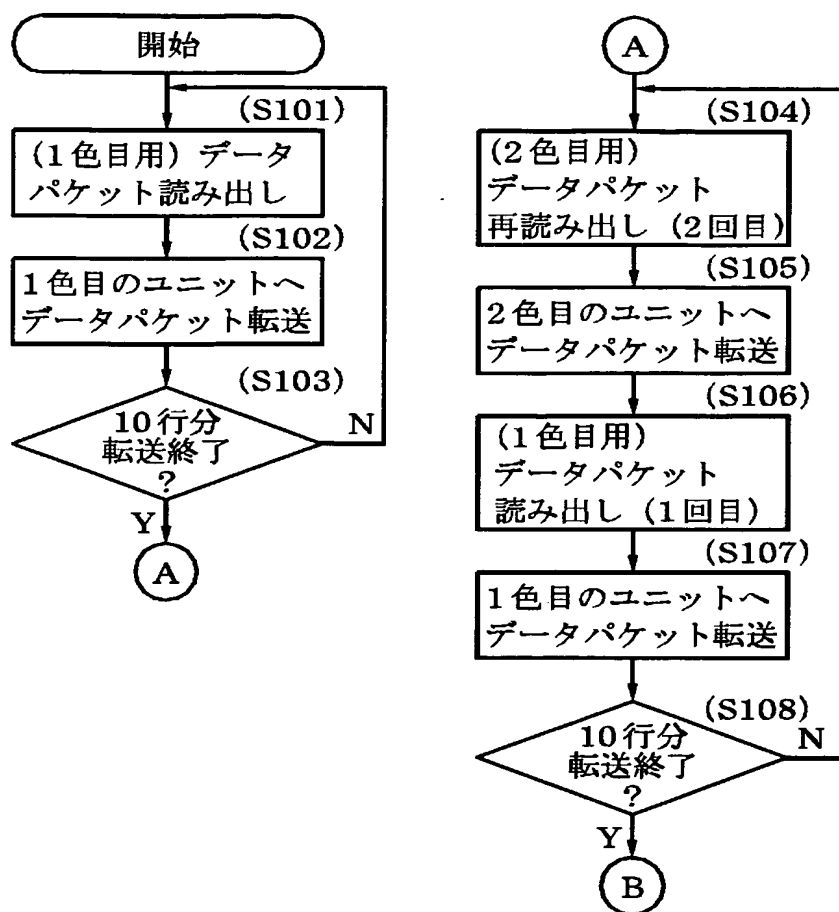 開始
(S101)
(1色目用) データ
パケット読み出し
(S102)
1色目のユニットへ
データパケット転送
(S103)
10行分
転送終了
?
N
Y
A
A
(S104)
(2色目用)
データパケット
再読み出し (2回目)
(S105)
2色目のユニットへ
データパケット転送
(S106)
(1色目用)
データパケット
読み出し (1回目)
(S107)
1色目のユニットへ
データパケット転送
(S108)
10行分
転送終了
?
N
Y
B